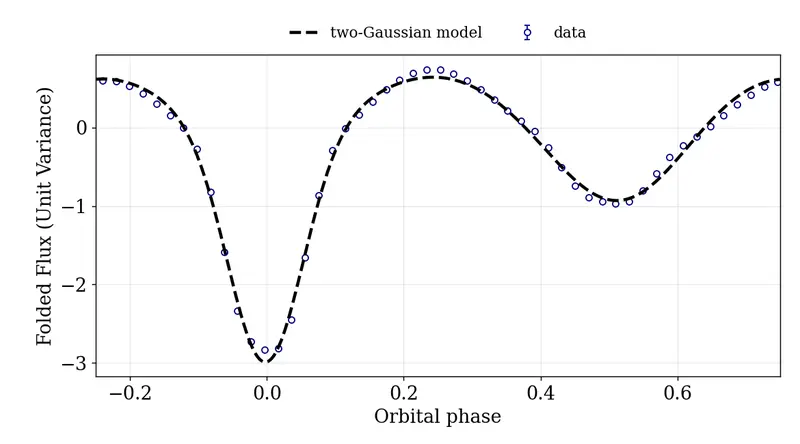 two-Gaussian model data
Folded Flux (Unit Variance)
0
−1
−2
−3
−0.2 0.0 0.2 0.4 0.6
Orbital phase